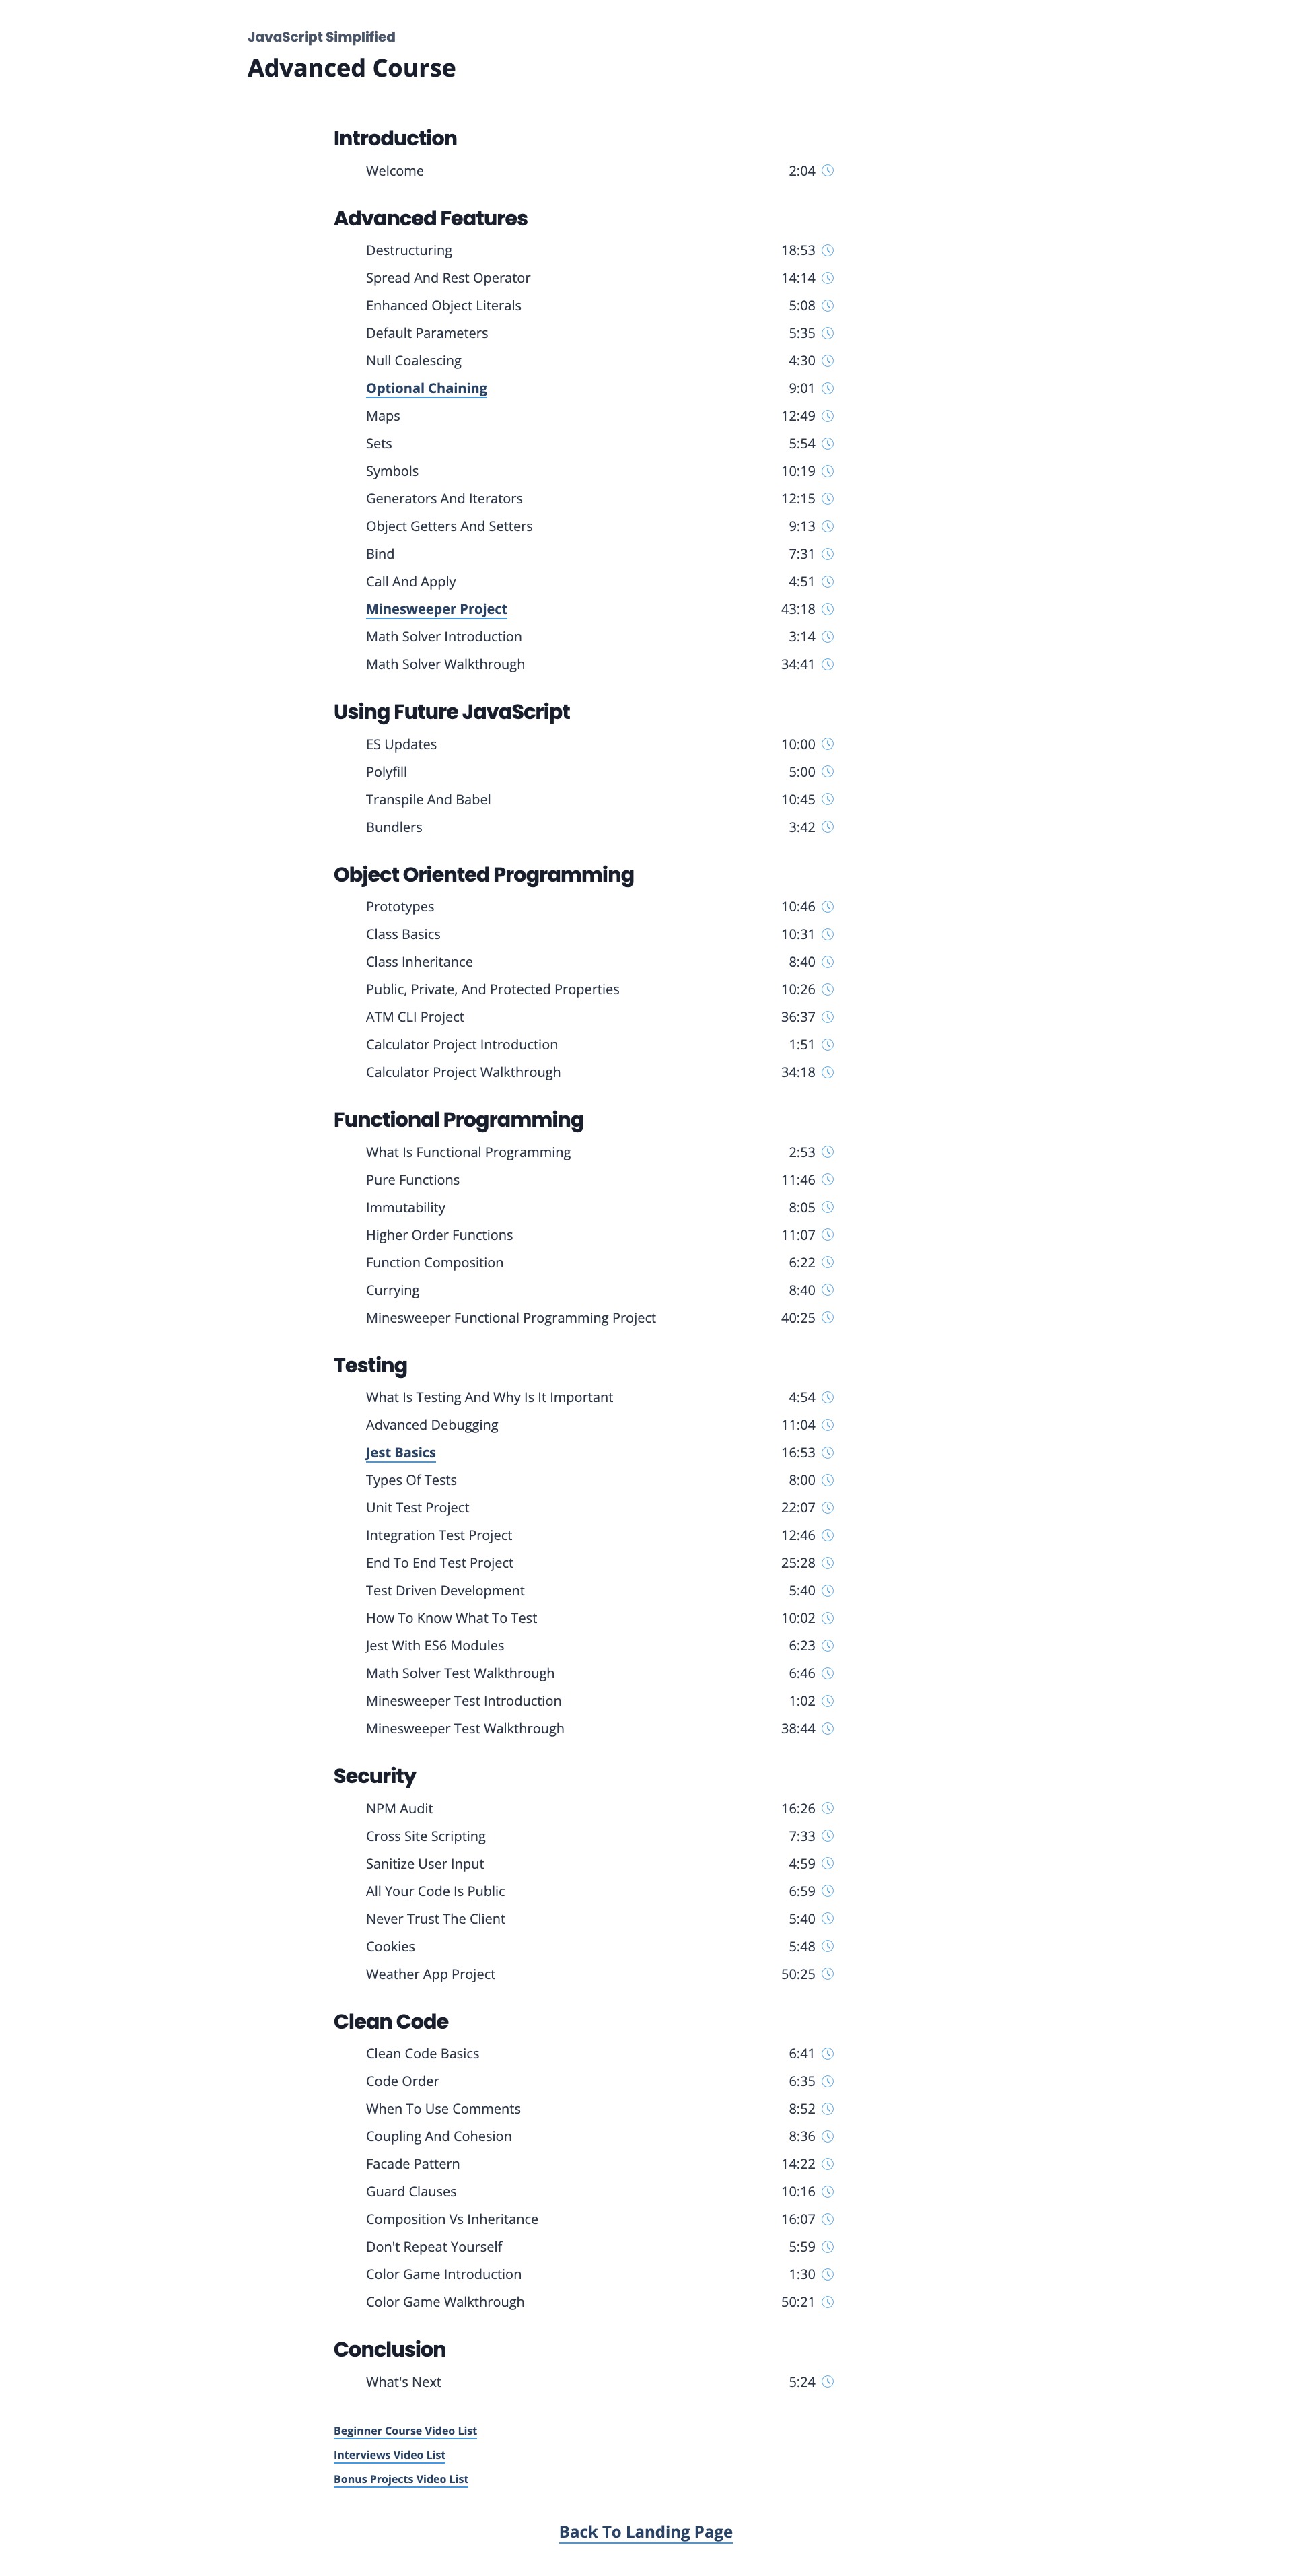 JavaScript Simplified
Advanced Course
Introduction
Welcome 2:04
Advanced Features
Destructuring 18:53
Spread And Rest Operator 14:14
Enhanced Object Literals 5:08
Default Parameters 5:35
Null Coalescing 4:30
Optional Chaining 9:01
Maps 12:49
Sets 5:54
Symbols 10:19
Generators And Iterators 12:15
Object Getters And Setters 9:13
Bind 7:31
Call And Apply 4:51
Minesweeper Project 43:18
Math Solver Introduction 3:14
Math Solver Walkthrough 34:41
Using Future JavaScript
ES Updates 10:00
Polyfill 5:00
Transpile And Babel 10:45
Bundlers 3:42
Object Oriented Programming
Prototypes 10:46
Class Basics 10:31
Class Inheritance 8:40
Public, Private, And Protected Properties 10:26
ATM CLI Project 36:37
Calculator Project Introduction 1:51
Calculator Project Walkthrough 34:18
Functional Programming
What Is Functional Programming 2:53
Pure Functions 11:46
Immutability 8:05
Higher Order Functions 11:07
Function Composition 6:22
Currying 8:40
Minesweeper Functional Programming Project 40:25
Testing
What Is Testing And Why Is It Important 4:54
Advanced Debugging 11:04
Jest Basics 16:53
Types Of Tests 8:00
Unit Test Project 22:07
Integration Test Project 12:46
End To End Test Project 25:28
Test Driven Development 5:40
How To Know What To Test 10:02
Jest With ES6 Modules 6:23
Math Solver Test Walkthrough 6:46
Minesweeper Test Introduction 1:02
Minesweeper Test Walkthrough 38:44
Security
NPM Audit 16:26
Cross Site Scripting 7:33
Sanitize User Input 4:59
All Your Code Is Public 6:59
Never Trust The Client 5:40
Cookies 5:48
Weather App Project 50:25
Clean Code
Clean Code Basics 6:41
Code Order 6:35
When To Use Comments 8:52
Coupling And Cohesion 8:36
Facade Pattern 14:22
Guard Clauses 10:16
Composition Vs Inheritance 16:07
Don't Repeat Yourself 5:59
Color Game Introduction 1:30
Color Game Walkthrough 50:21
Conclusion
What's Next 5:24
Beginner Course Video List
Interviews Video List
Bonus Projects Video List
Back To Landing Page